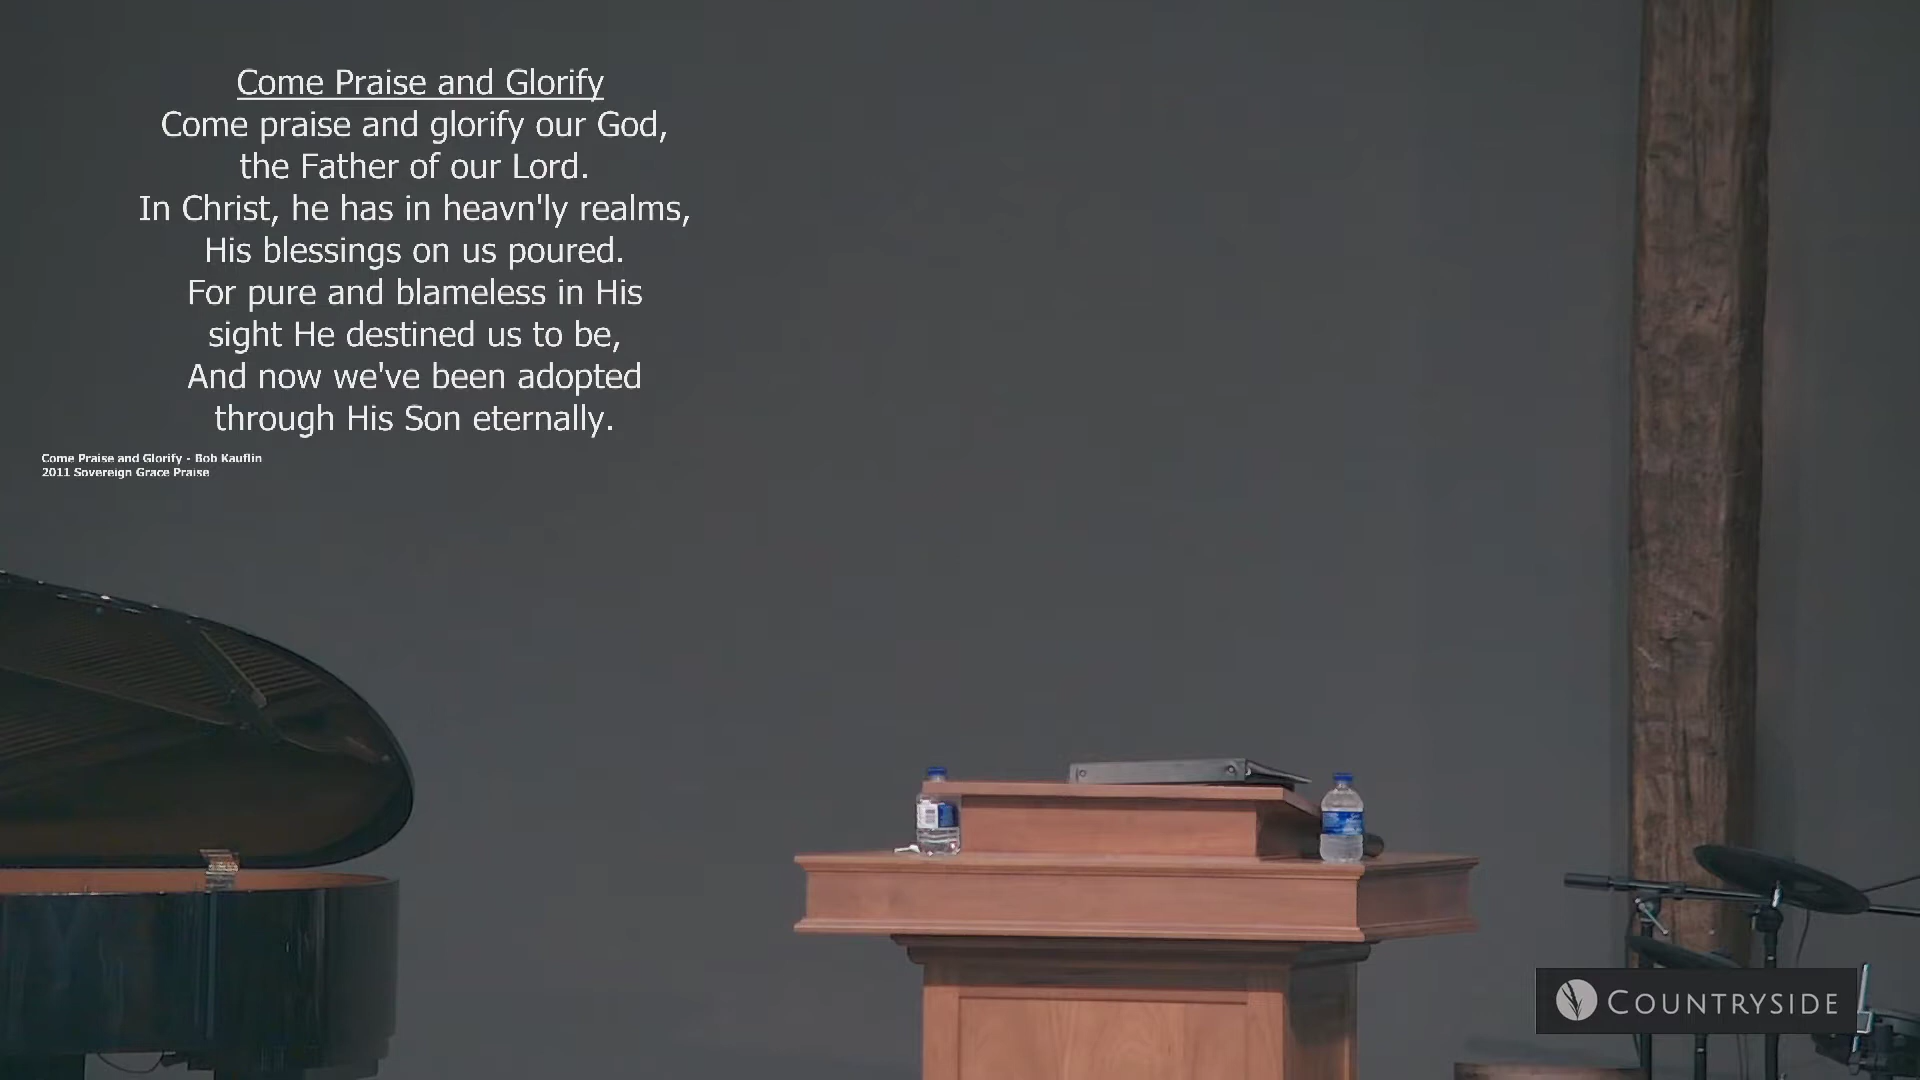 Come Praise and Glorify
Come praise and glorify our God,
the Father of our Lord.
In Christ, he has in heavn'ly realms,
His blessings on us poured.
For pure and blameless in His
sight He destined us to be,
And now we've been adopted
through His Son eternally.
Come Praise and Glorify - Bob Kauflin
2011 Sovereign Grace Praise
COUNTRYSIDE